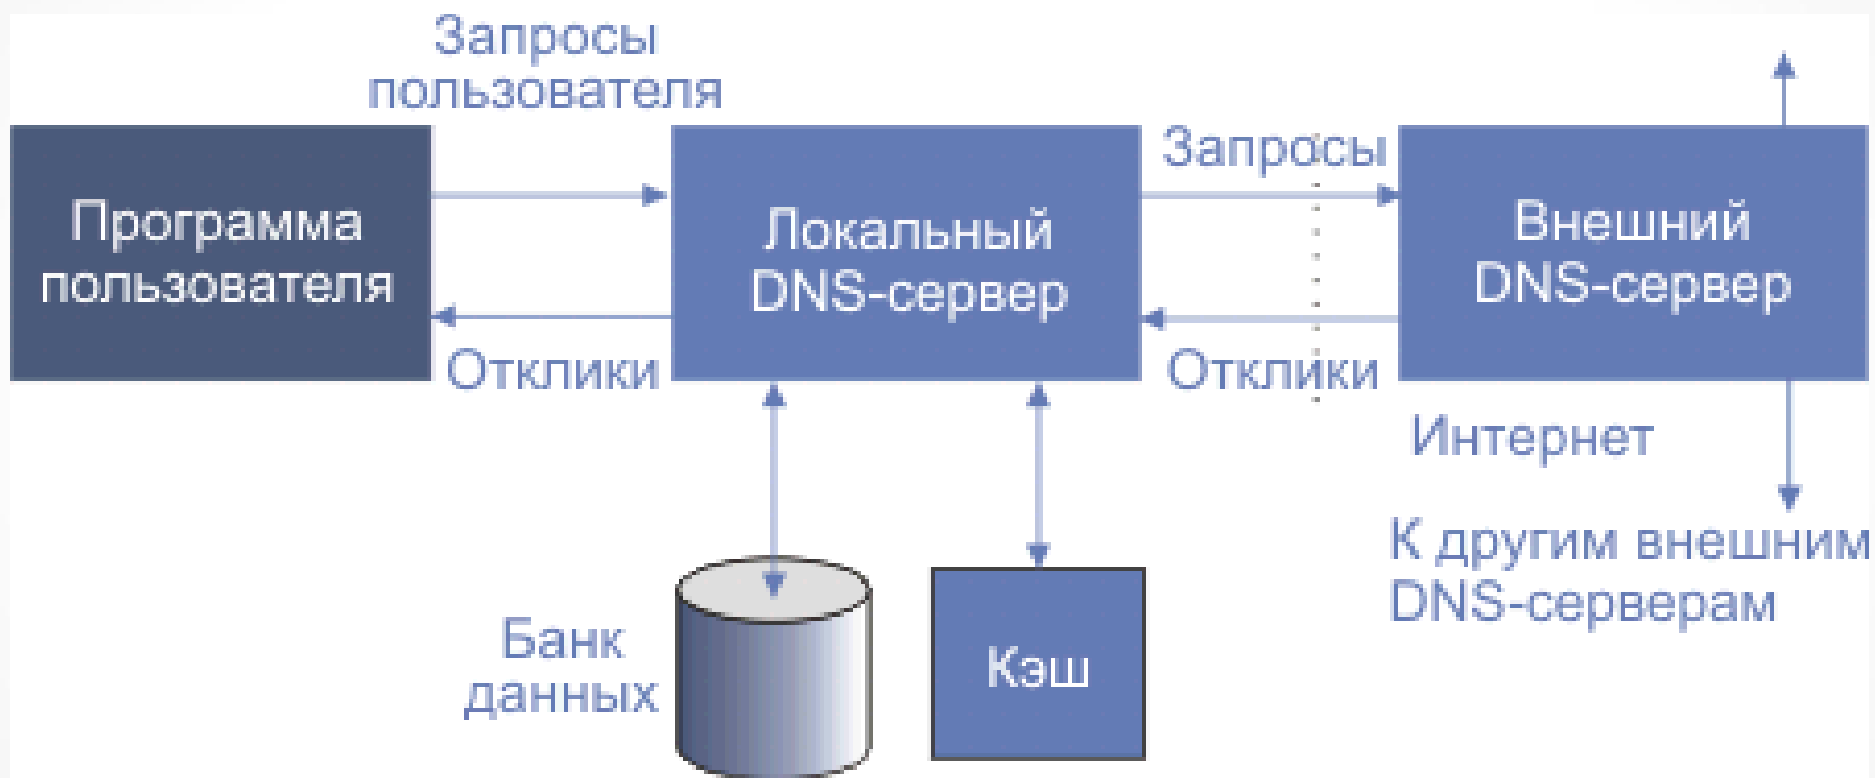 Запросы
пользователя
Программа
пользователя
Локальный
DNS-сервер
Запросы
Внешний
DNS-сервер
Отклики
Отклики
Интернет
К другим внешним
DNS-серверам
Банк
данных
Кэш